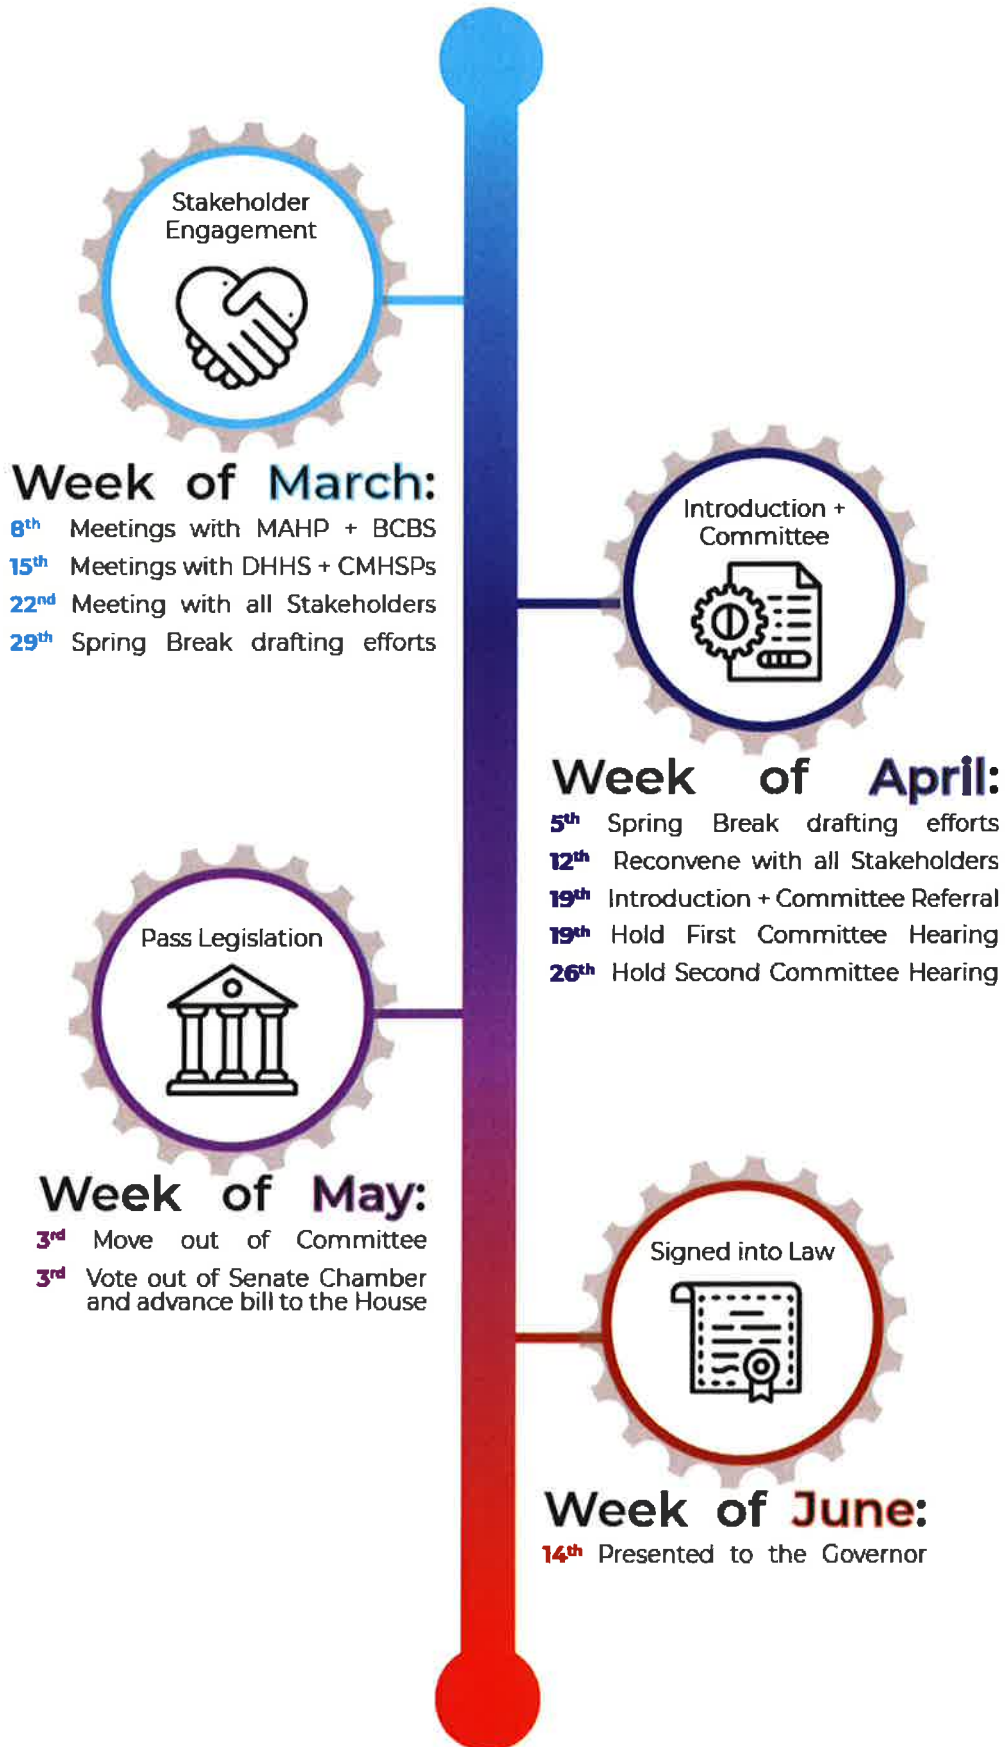 Stakeholder
Engagement
Week of March:
8th Meetings with MAHP + BCBS
15th Meetings with DHHS + CMHSPs
22nd Meeting with all Stakeholders
29th Spring Break drafting efforts
Introduction +
Committee
Week of April:
5th Spring Break drafting efforts
12th Reconvene with all Stakeholders
19th Introduction + Committee Referral
19th Hold First Committee Hearing
26th Hold Second Committee Hearing
Pass Legislation
Week of May:
3rd Move out of Committee
3rd Vote out of Senate Chamber
and advance bill to the House
Signed into Law
Week of June:
14th Presented to the Governor